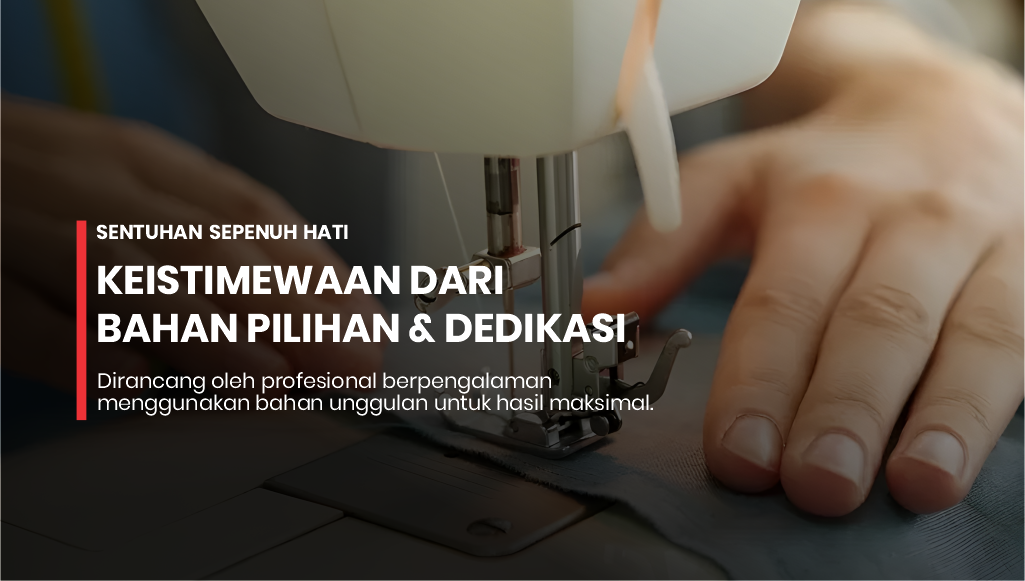 SENTUHAN SEPENUH HATI
KEISTIMEWAAN DARI
BAHAN PILIHAN & DEDIKASI
Dirancang oleh profesional berpengalaman
menggunakan bahan unggulan untuk hasil maksimal.